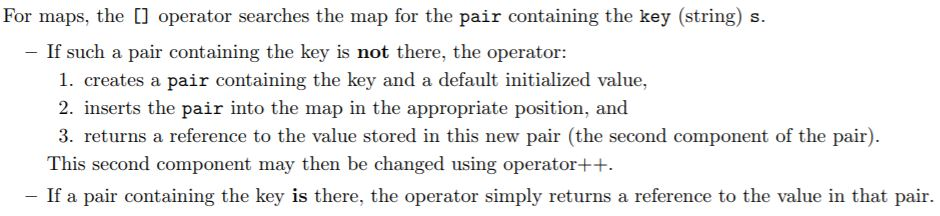 For maps, the [] operator searches the map for the pair containing the key (string) s.
– If such a pair containing the key is not there, the operator:
1. creates a pair containing the key and a default initialized value,
2. inserts the pair into the map in the appropriate position, and
3. returns a reference to the value stored in this new pair (the second component of the pair).
This second component may then be changed using operator++.
– If a pair containing the key is there, the operator simply returns a reference to the value in that pair.